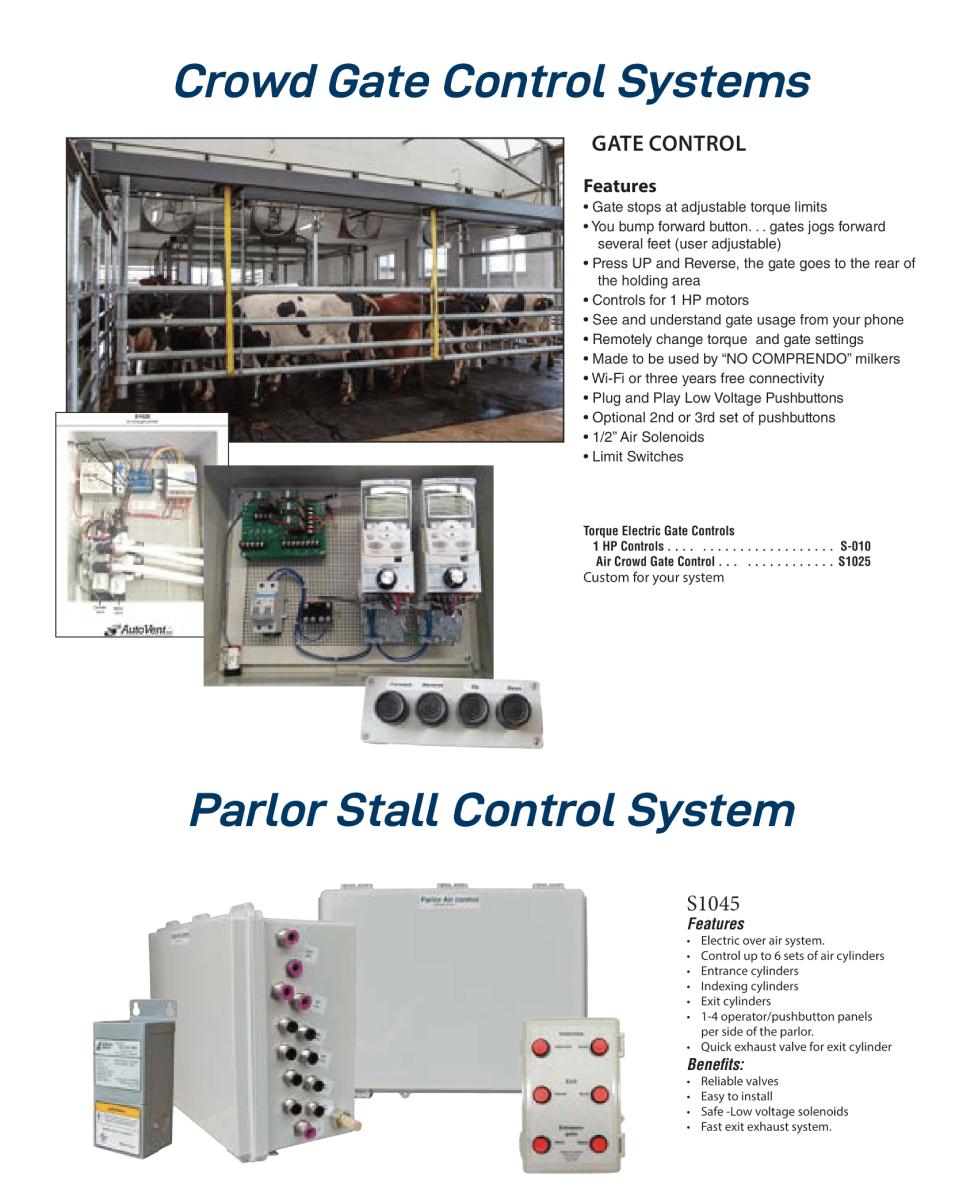 Crowd Gate Control Systems
GATE CONTROL
Features
• Gate stops at adjustable torque limits
• You bump forward button. . . gates jogs forward
several feet (user adjustable)
• Press UP and Reverse, the gate goes to the rear of
the holding area
• Controls for 1 HP motors
• See and understand gate usage from your phone
• Remotely change torque and gate settings
• Made to be used by “NO COMPRENDO” milkers
• Wi-Fi or three years free connectivity
• Plug and Play Low Voltage Pushbuttons
• Optional 2nd or 3rd set of pushbuttons
• 1/2” Air Solenoids
• Limit Switches
Torque Electric Gate Controls
1 HP Controls . . . . . . . . . . . . . . . . . . . . . . S-010
Air Crowd Gate Control . . . . . . . . . . . . . . . S1025
Custom for your system
AutoVent
Forward Reverse Up Down
Parlor Stall Control System
Parlor Air control
S1045
Features
• Electric over air system.
• Control up to 6 sets of air cylinders
• Entrance cylinders
• Indexing cylinders
• Exit cylinders
• 1-4 operator/pushbutton panels
per side of the parlor.
• Quick exhaust valve for exit cylinder
Benefits:
• Reliable valves
• Easy to install
• Safe -Low voltage solenoids
• Fast exit exhaust system.
Exit
Entrance
gate